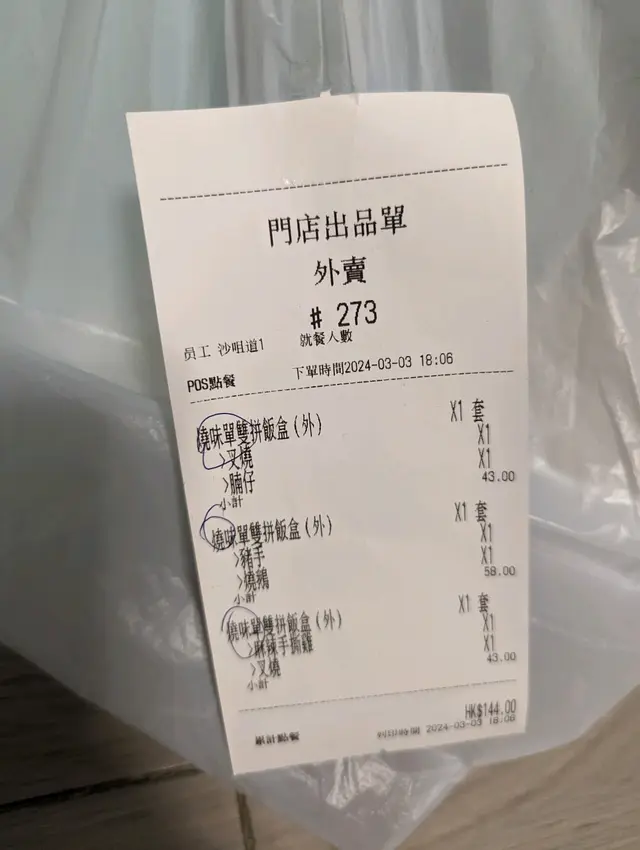 門店出品單
外賣
# 273
員工 沙咀道1 就餐人數
POS點餐 下單時間2024-03-03 18:06
燒味單雙拼飯盒(外) X1 套
>叉燒 X1
>腩仔 X1
小計 43.00
燒味單雙拼飯盒(外) X1 套
>豬手 X1
>燒鵝 X1
小計 58.00
燒味單雙拼飯盒(外) X1 套
>麻辣手撕雞 X1
>叉燒 X1
小計 43.00
HK$144.00
2024-03-03 18:06